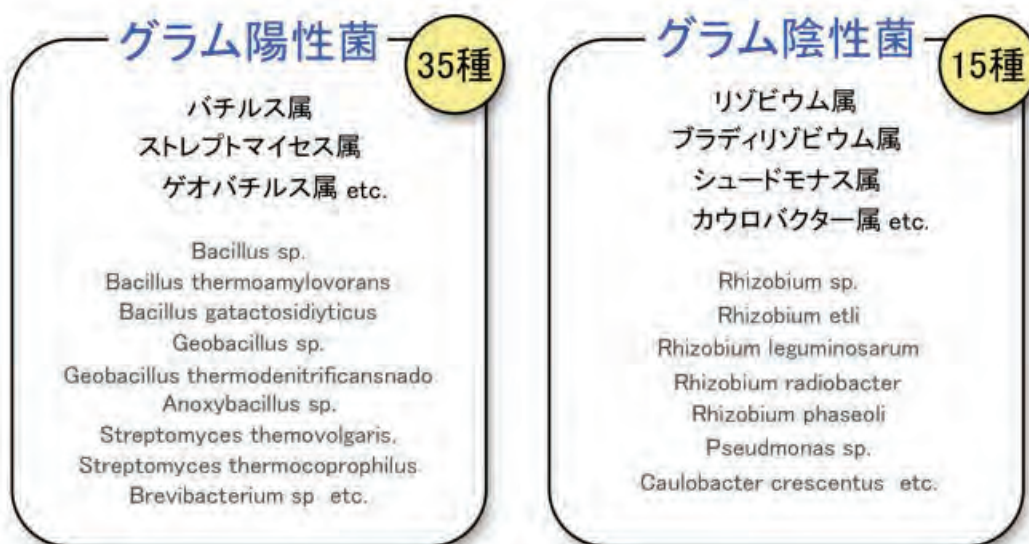 グラム陽性菌
35種
バチルス属
ストレプトマイセス属
ゲオバチルス属 etc.
Bacillus sp.
Bacillus thermoamylovorans
Bacillus gatactosidiyticus
Geobacillus sp.
Geobacillus thermodenitrificansnado
Anoxybacillus sp.
Streptomyces themovolgaris.
Streptomyces thermocoprophilus
Brevibacterium sp etc.
グラム陰性菌
15種
リゾビウム属
ブラディリゾビウム属
シュードモナス属
カウロバクター属 etc.
Rhizobium sp.
Rhizobium etli
Rhizobium leguminosarum
Rhizobium radiobacter
Rhizobium phaseoli
Pseudmonas sp.
Caulobacter crescentus etc.